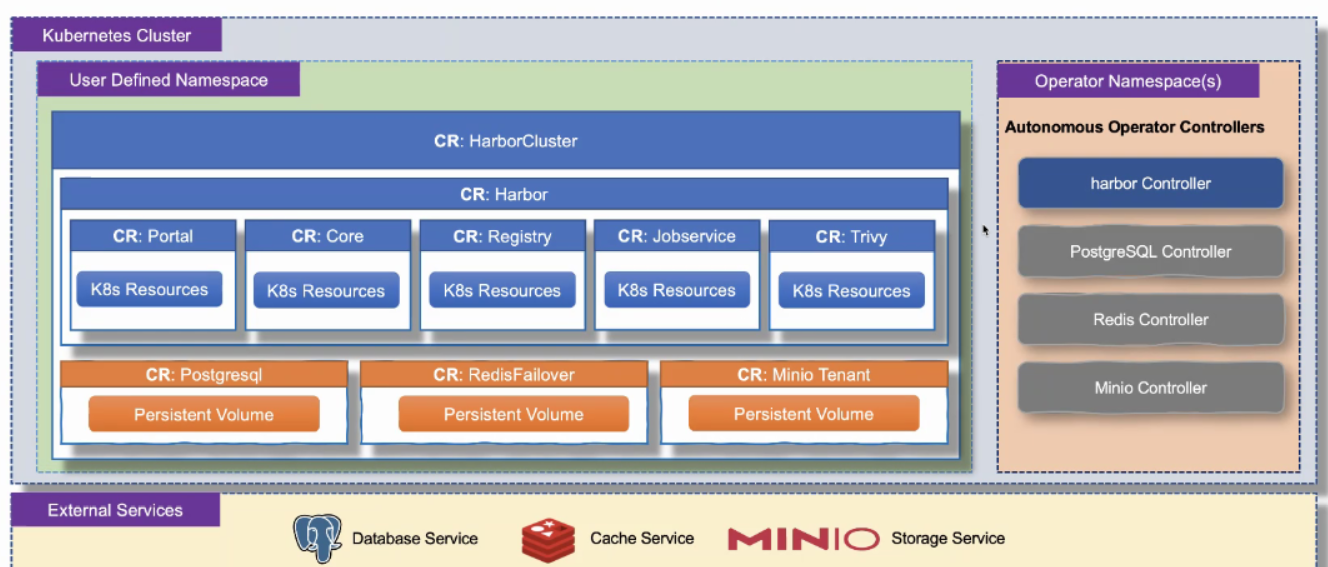 Kubernetes Cluster
User Defined Namespace
Operator Namespace(s)
Autonomous Operator Controllers
CR: HarborCluster
harbor Controller
CR: Harbor
CR: Portal
CR: Core
CR: Registry
CR: Jobservice
CR: Trivy
PostgreSQL Controller
K8s Resources
K8s Resources
K8s Resources
K8s Resources
K8s Resources
Redis Controller
CR: Postgresql
CR: RedisFailover
CR: Minio Tenant
Minio Controller
Persistent Volume
Persistent Volume
Persistent Volume
External Services
Database Service
Cache Service
MINIO
Storage Service